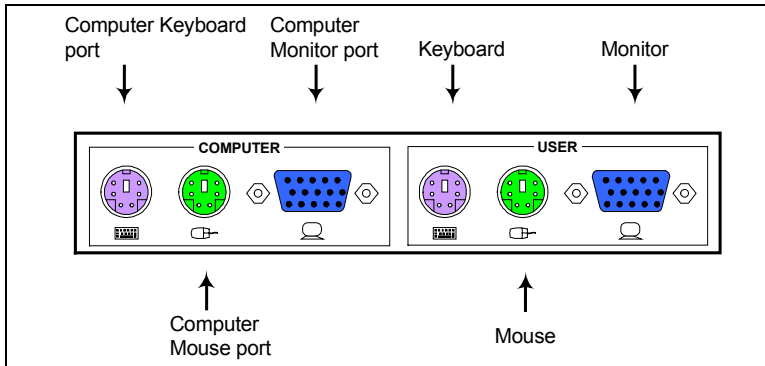 Computer Keyboard
port
Computer
Monitor port
Keyboard
Monitor
COMPUTER
USER
Computer
Mouse port
Mouse